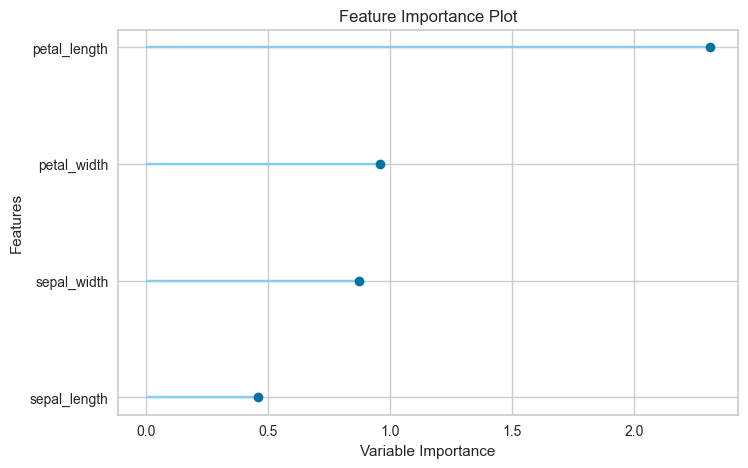 Feature Importance Plot
Features
petal_length
petal_width
sepal_width
sepal_length
0.0 0.5 1.0 1.5 2.0
Variable Importance